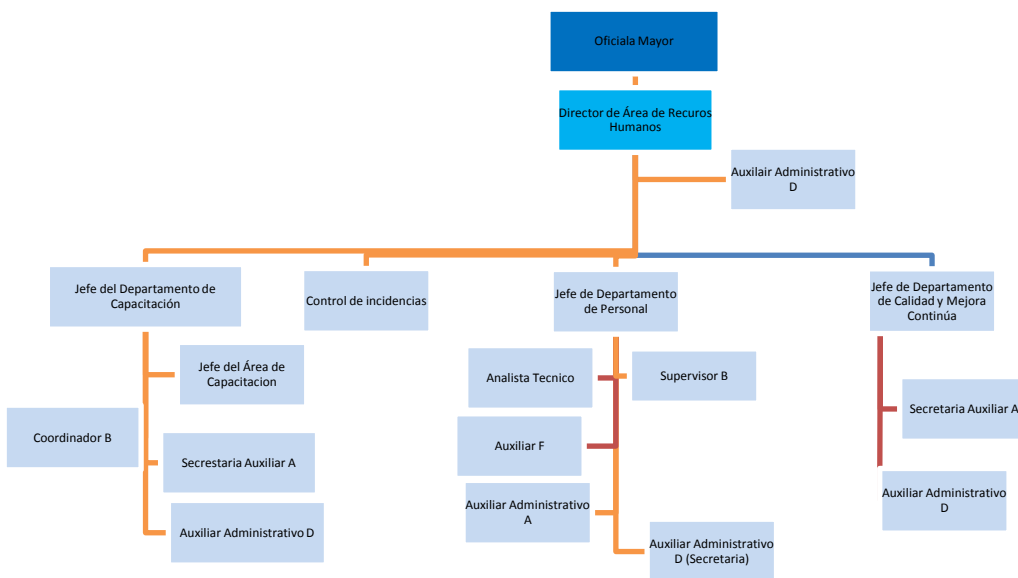 Oficiala Mayor
Director de Área de Recuros
Humanos
Auxilair Administrativo
D
Jefe del Departamento de
Capacitación
Control de incidencias
Jefe de Departamento
de Personal
Jefe de Departamento
de Calidad y Mejora
Continúa
Jefe del Área de
Capacitacion
Coordinador B
Secrestaria Auxiliar A
Auxiliar Administrativo D
Analista Tecnico
Supervisor B
Auxiliar F
Auxiliar Administrativo
A
Auxiliar Administrativo
D (Secretaria)
Secretaria Auxiliar A
Auxiliar Administrativo
D